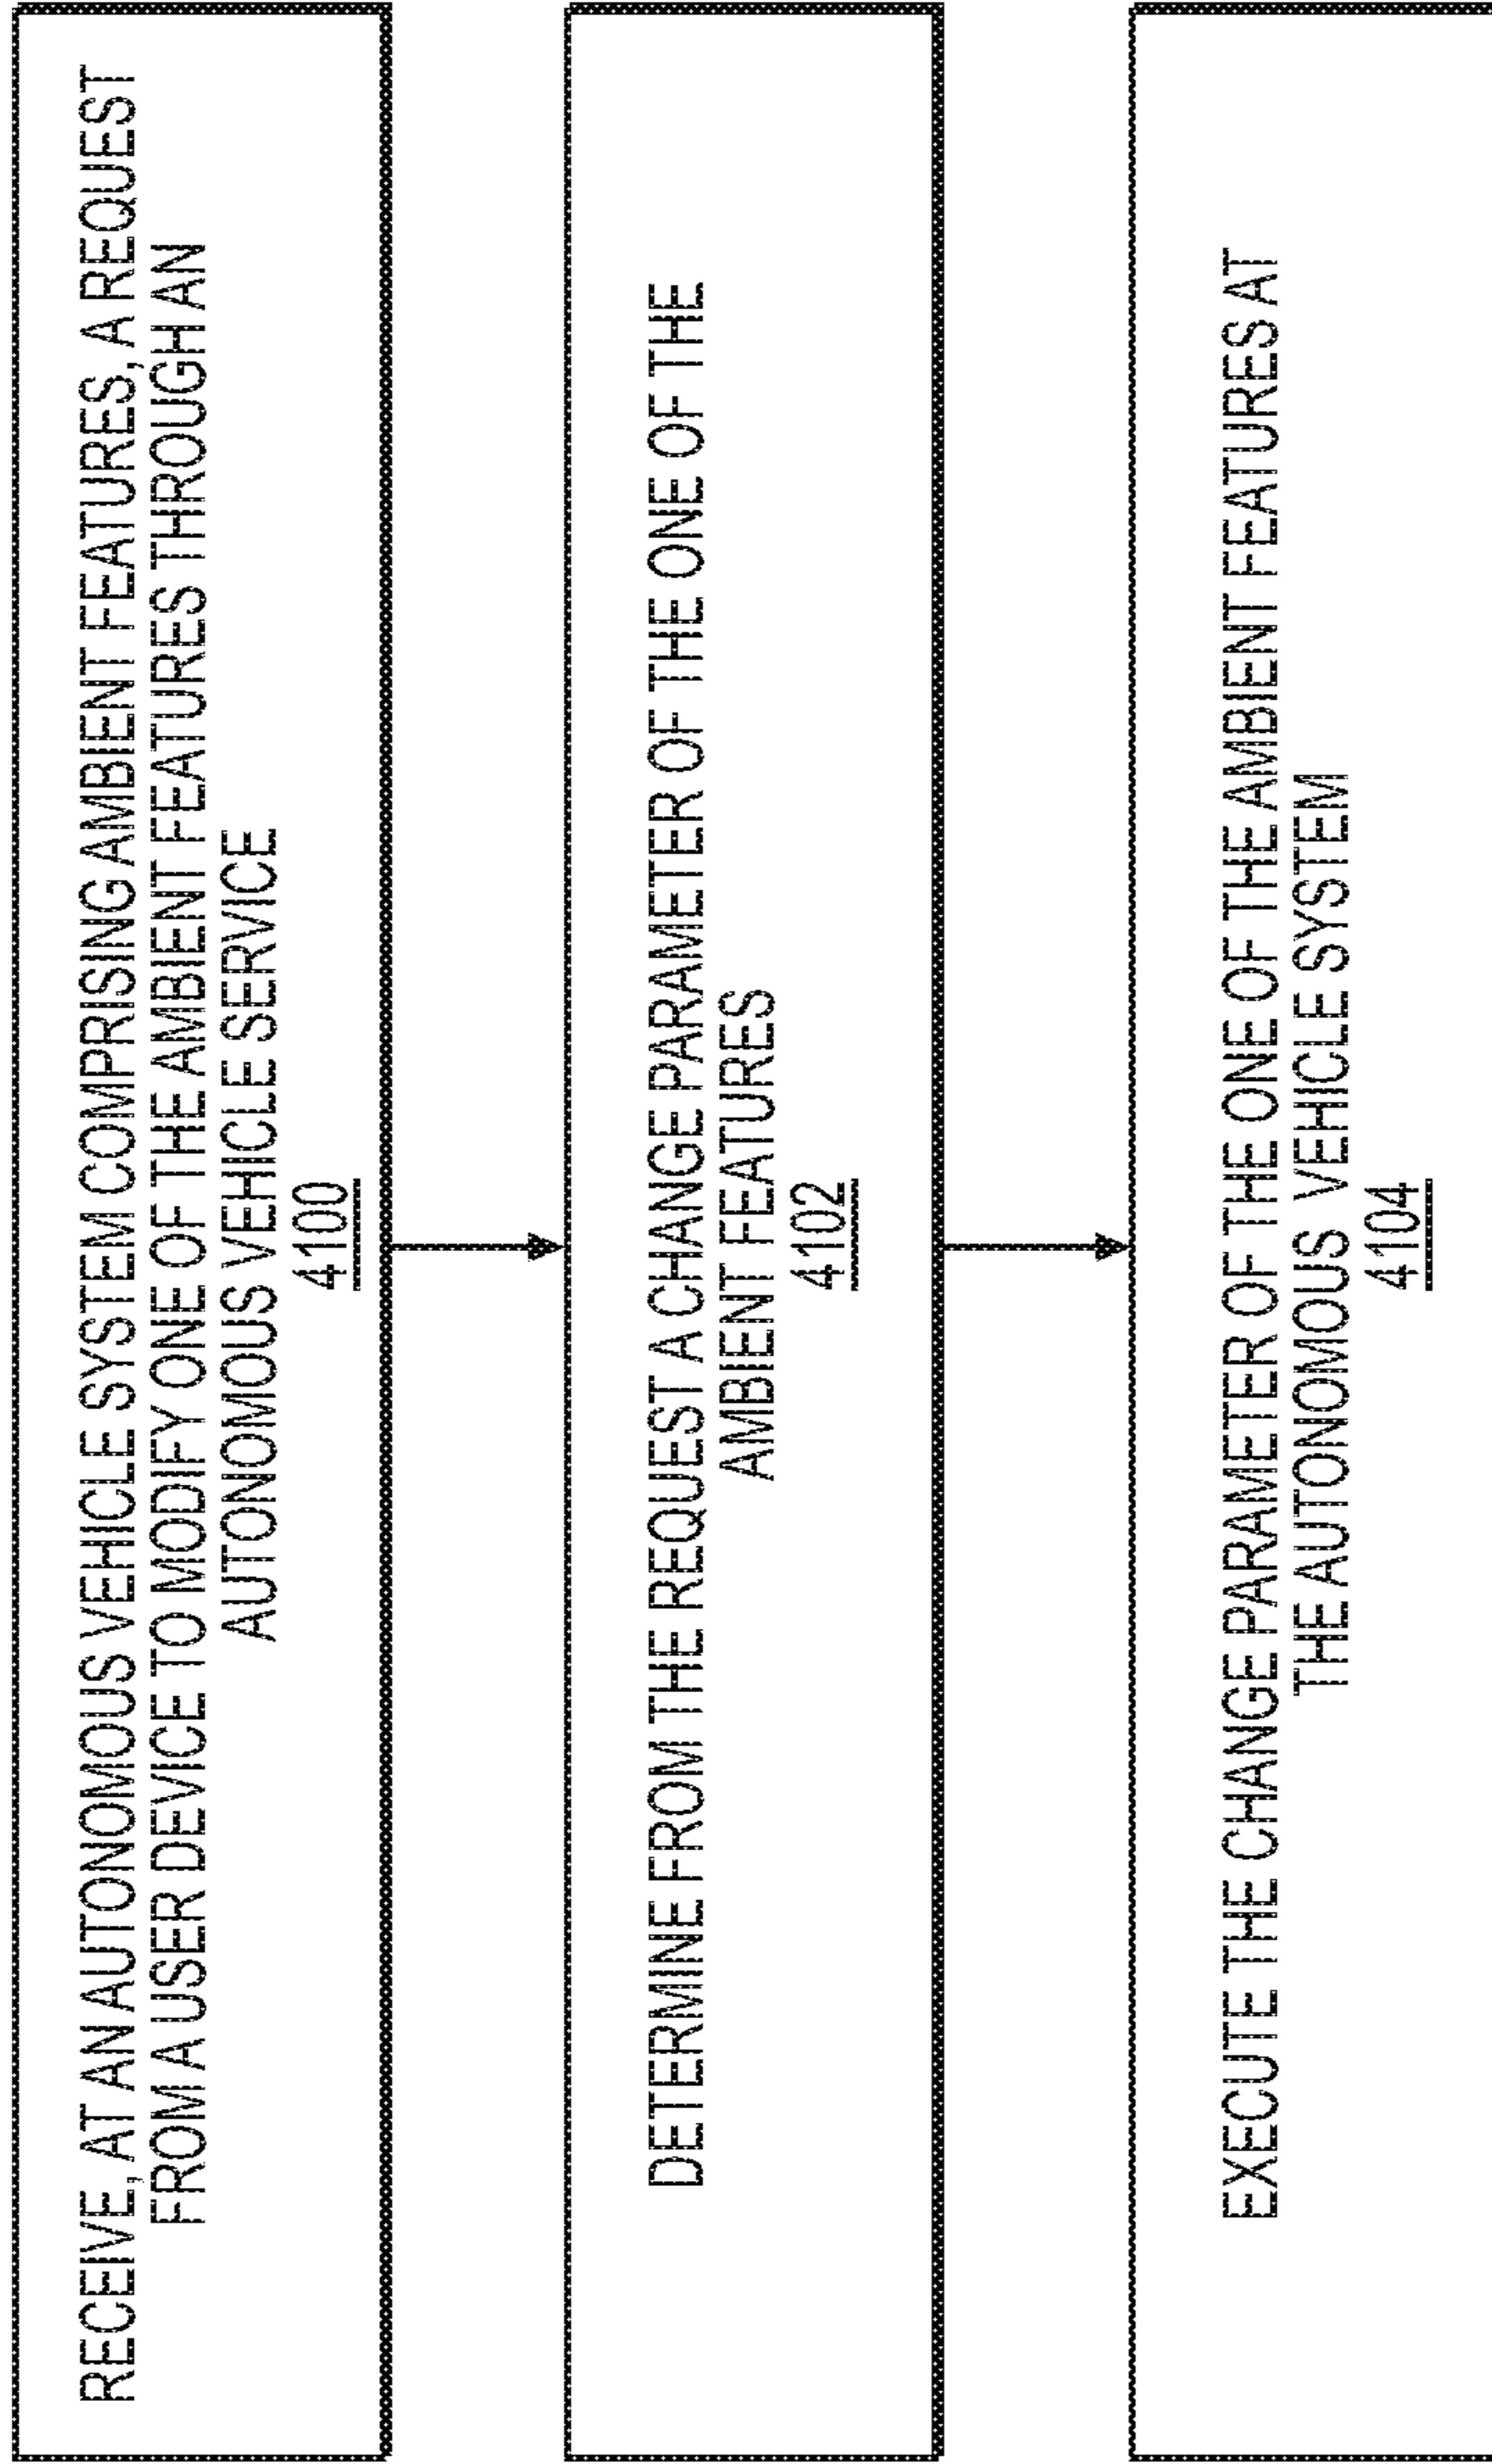 RECEIVE, AT AN AUTONOMOUS VEHICLE SYSTEM COMPRISING AMBIENT FEATURES, A REQUEST
FROM A USER DEVICE TO MODIFY ONE OF THE AMBIENT FEATURES THROUGH AN
AUTONOMOUS VEHICLE SERVICE
4100
DETERMINE FROM THE REQUEST A CHANGE PARAMETER OF THE ONE OF THE
AMBIENT FEATURES
4102
EXECUTE THE CHANGE PARAMETER OF THE ONE OF THE AMBIENT FEATURES AT
THE AUTONOMOUS VEHICLE SYSTEM
4104